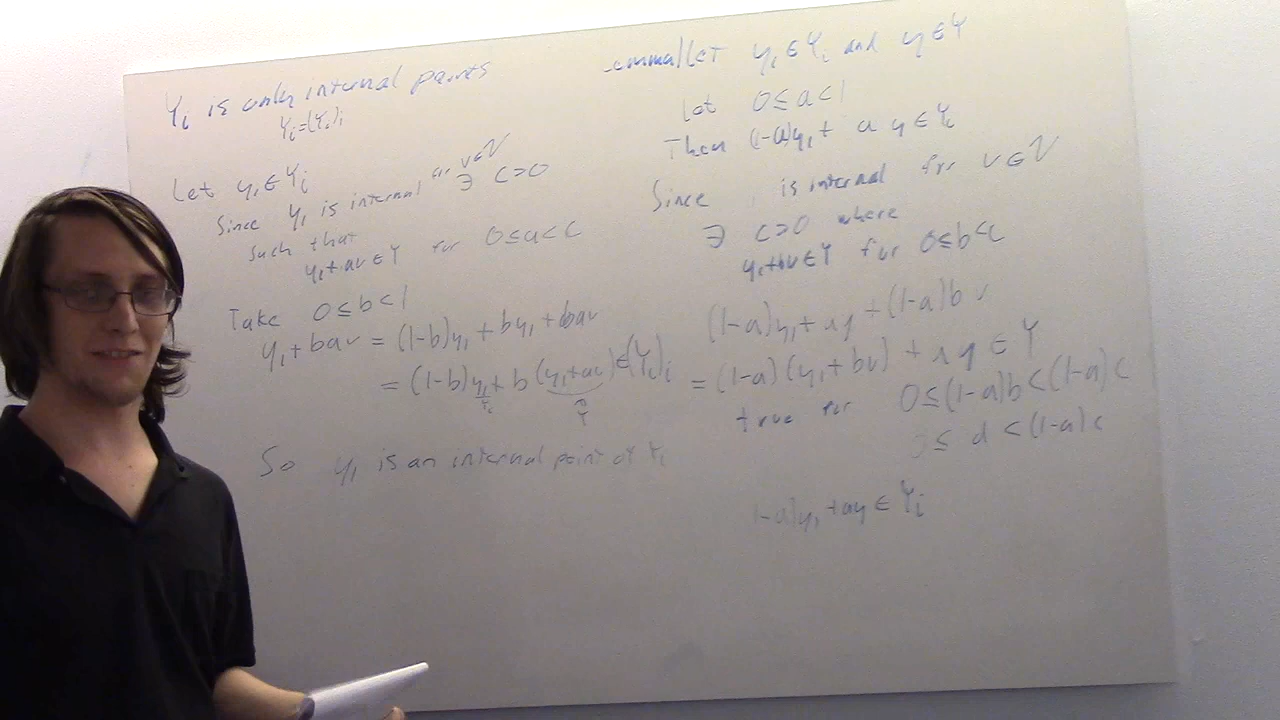 Y_i is only internal points
Y_i=(Y_i)_i
Let y_1 ∈ Y_i
Since y_1 is internal for v∈V ∃ c>0
such that
y_1+av ∈ Y for 0≤a<c
Take 0≤b<1
y_1+bav = (1-b)y_1+by_1+bav
= (1-b)y_1+b(y_1+av)∈(Y_i)_i
Y_i Y
So y_1 is an internal point of Y_i
Let y_1∈Y_i and y∈Y
Let 0≤a<1
Then (1-a)y_1+ a y ∈Y_i
Since is internal for v∈V
∃ c>0 where
y_1+bv∈Y for 0≤b<c
(1-a)y_1+ay+(1-a)b v
=(1-a)(y_1+bv) +ay∈Y
true for 0≤(1-a)b<(1-a)c
0≤ d <(1-a)c
1-a)y_1+ay∈Y_i